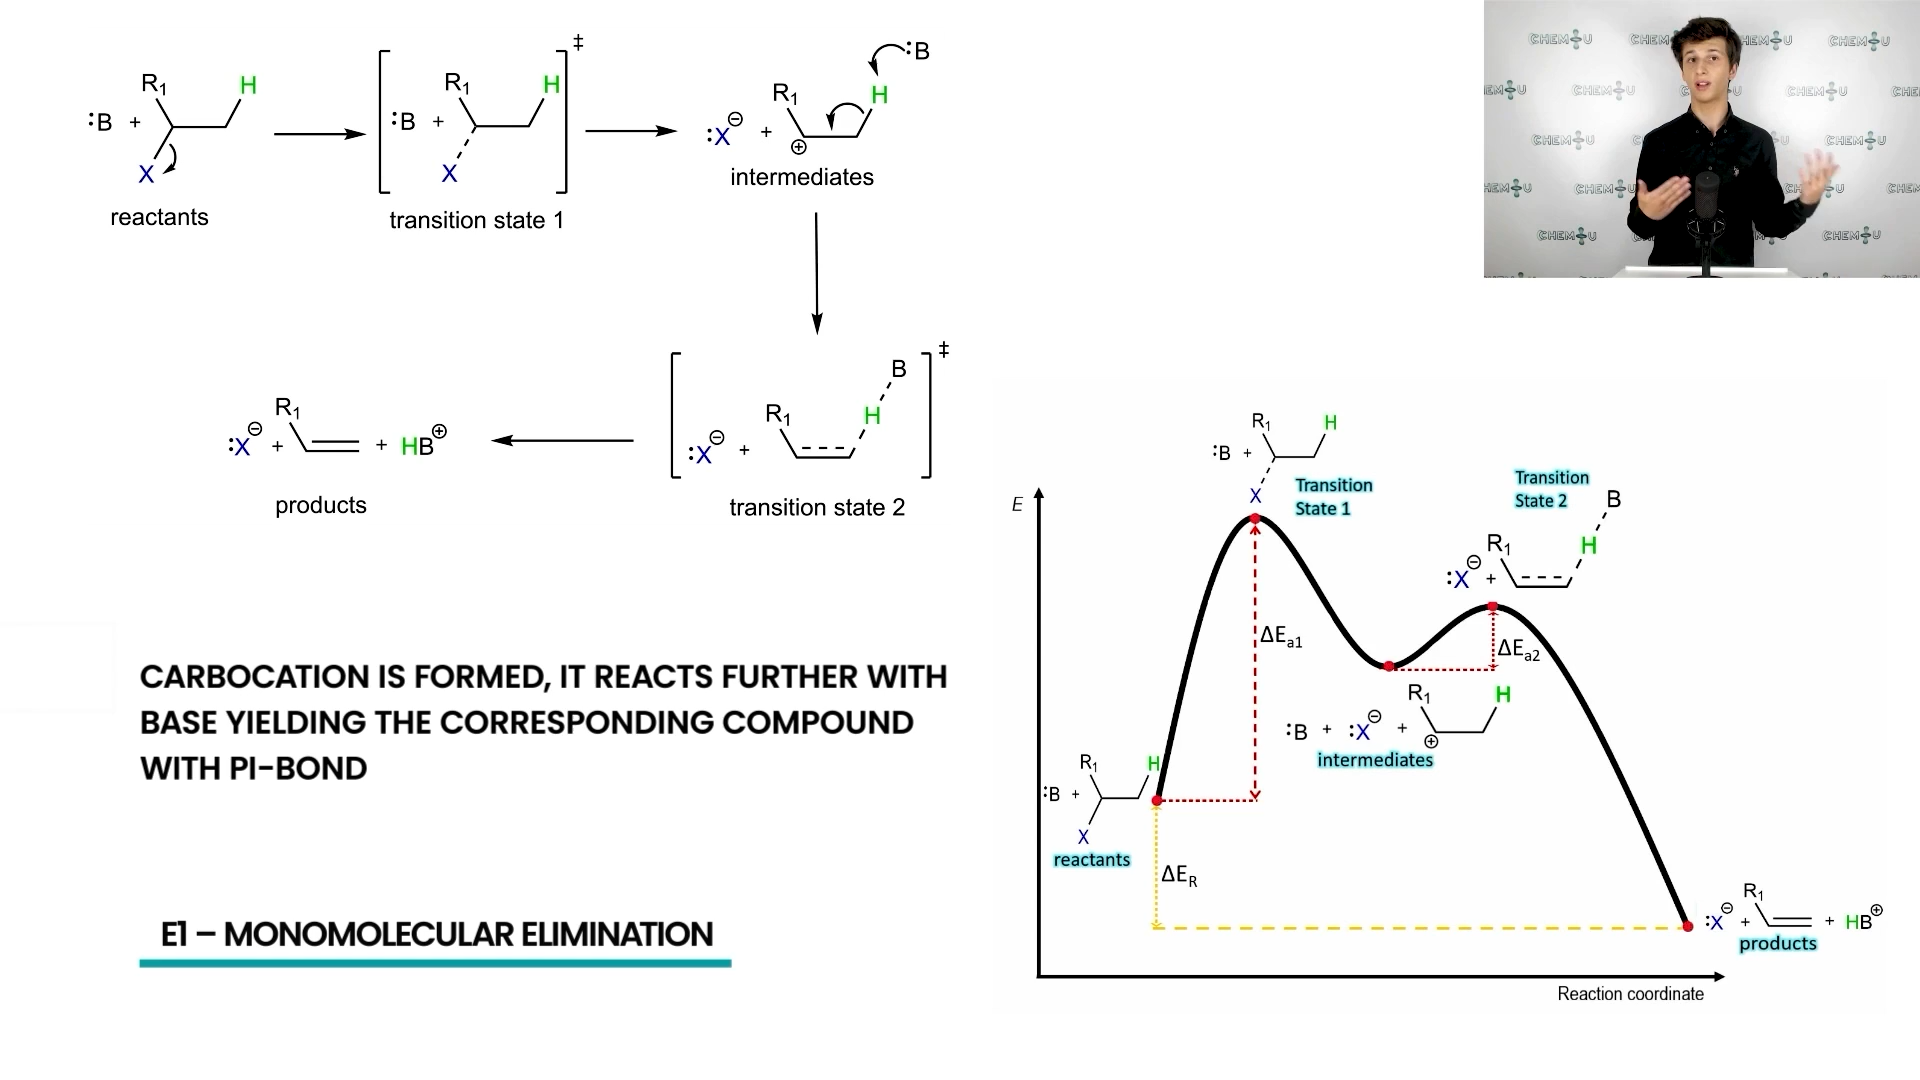 :B + R₁ H X
reactants
:B + R₁ H X ‡
transition state 1
:X⊖ + R₁ ⊕ H :B
intermediates
:X⊖ + R₁ H B ‡
transition state 2
:X⊖ + R₁ + HB⊕
products
CARBOCATION IS FORMED, IT REACTS FURTHER WITH
BASE YIELDING THE CORRESPONDING COMPOUND
WITH PI-BOND
E1 – MONOMOLECULAR ELIMINATION
CHEM U
E
:B + R₁ H X
Transition
State 1
Transition
State 2
:X⊖ + R₁ H B
ΔEa1
ΔEa2
:B + :X⊖ + R₁ ⊕ H
intermediates
:B + R₁ H X
reactants
ΔER
:X⊖ + R₁ + HB⊕
products
Reaction coordinate